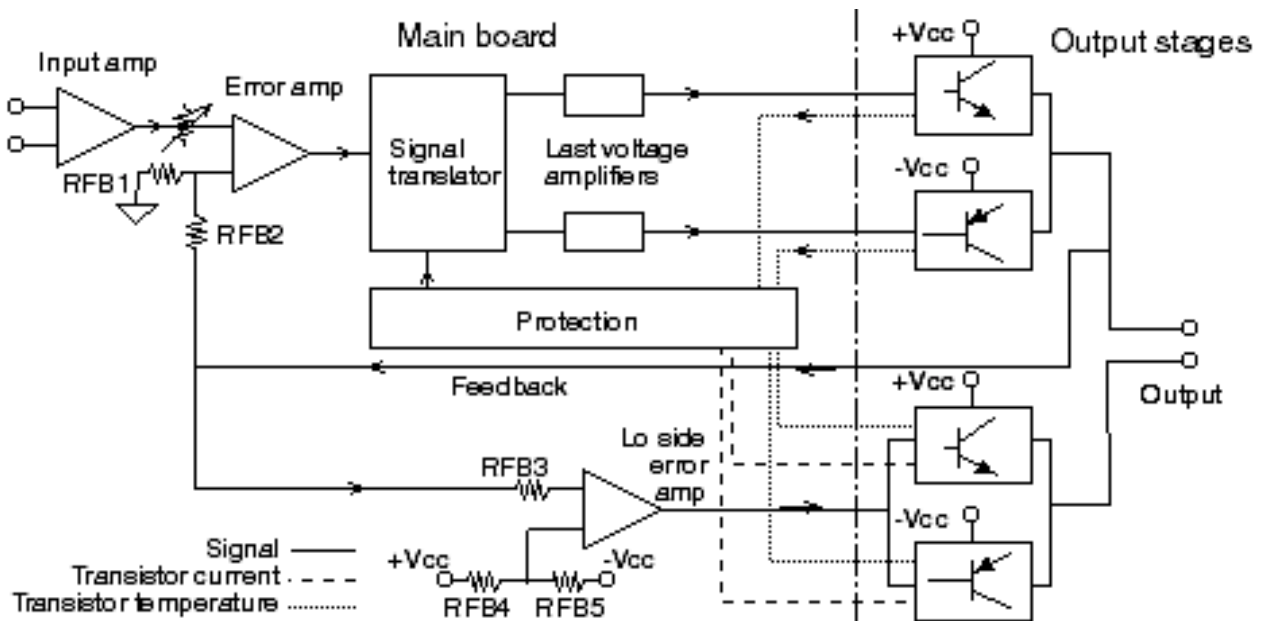 Main board
Output stages
+Vcc
Input amp
Error amp
Signal
translator
Last voltage
amplifiers
-Vcc
RFB1
RFB2
Protection
Feedback
+Vcc
Output
Lo side
error
amp
RFB3
-Vcc
Signal
Transistor current
Transistor temperature
+Vcc
-Vcc
RFB4
RFB5